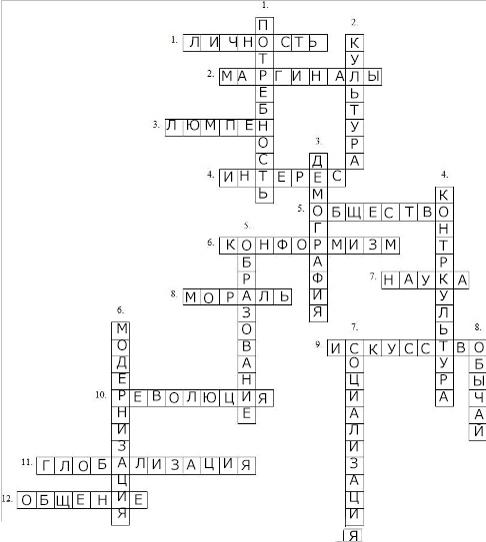 1.
2.
1. ЛИЧНОСТЬ
ПОТРЕБНОСТЬ
КУЛЬТУРА
2. МАРГИНАЛЫ
3. ЛЮМПЕН
3.
ДЕМОГРАФИЯ
4. ИНТЕРЕС
4.
КОНТРКУЛЬТУРА
5. ОБЩЕСТВО
5.
ОБРАЗОВАНИЕ
6. КОНФОРМИЗМ
7. НАУКА
8. МОРАЛЬ
6.
МОДЕРНИЗАЦИЯ
7.
СОЦИАЛИЗАЦИЯ
8.
ОБЫЧАЙ
9 ИСКУССТВО
10. РЕВОЛЮЦИЯ
11. ГЛОБАЛИЗАЦИЯ
12. ОБЩЕНИЕ